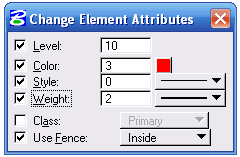 Change Element Attributes
Level: 10
Color: 3
Style: 0
Weight: 2
Class: Primary
Use Fence: Inside